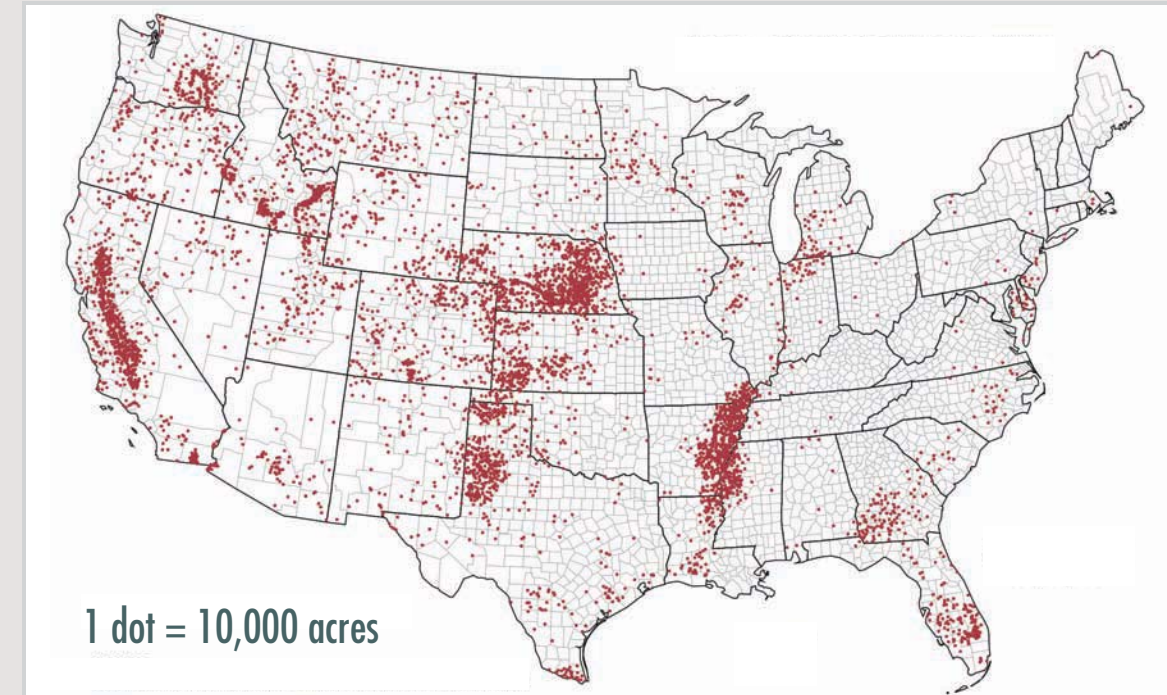 1 dot = 10,000 acres